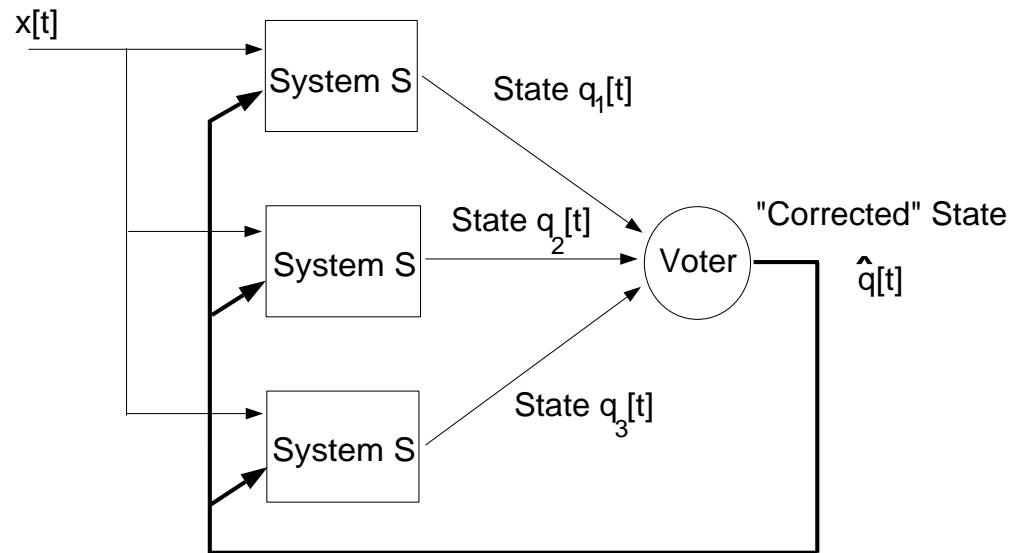 x[t]
System S
State q₁[t]
System S
State q₂[t]
Voter
"Corrected" State
q̂[t]
System S
State q₃[t]